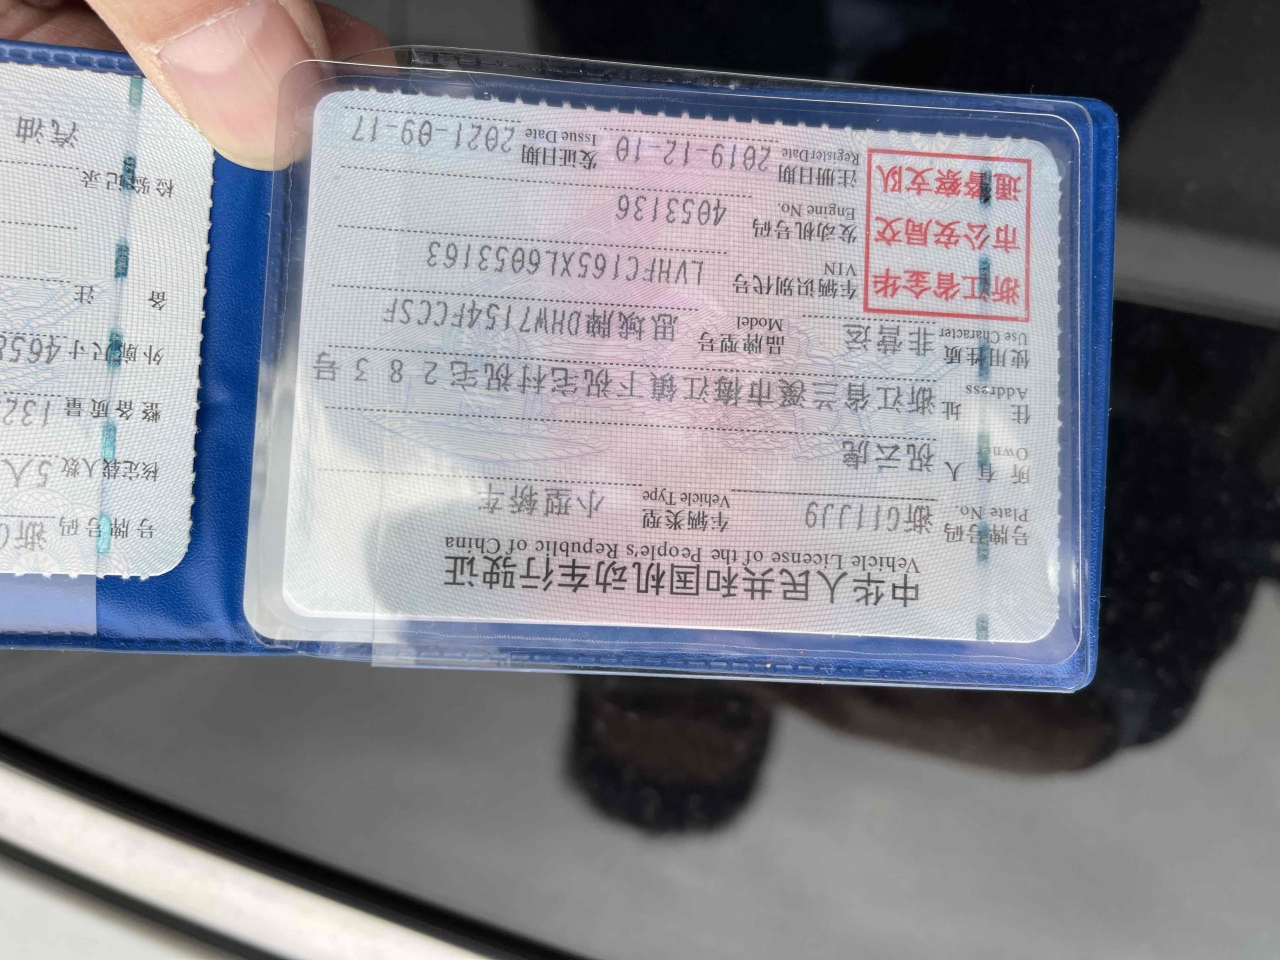 中华人民共和国机动车行驶证
Vehicle License of the People's Republic of China
号牌号码 Plate No. 浙G11JJ9 车辆类型 Vehicle Type 小型轿车
所有人 Owner 祝云虎
住址 Address 浙江省兰溪市梅江镇下祝宅村祝宅283号
使用性质 Use Character 非营运 品牌型号 Model 思域牌DHW7154FCCSF
车辆识别代号 VIN LVHFC165XL6053163
发动机号码 Engine No. 4053136
注册日期 Register Date 2019-12-10 发证日期 Issue Date 2021-09-17
浙江省金华
市公安局交
通警察支队
号牌号码 浙G
核定载人数 5人
整备质量 132
外廓尺寸 4658
备注
检验记录
汽油